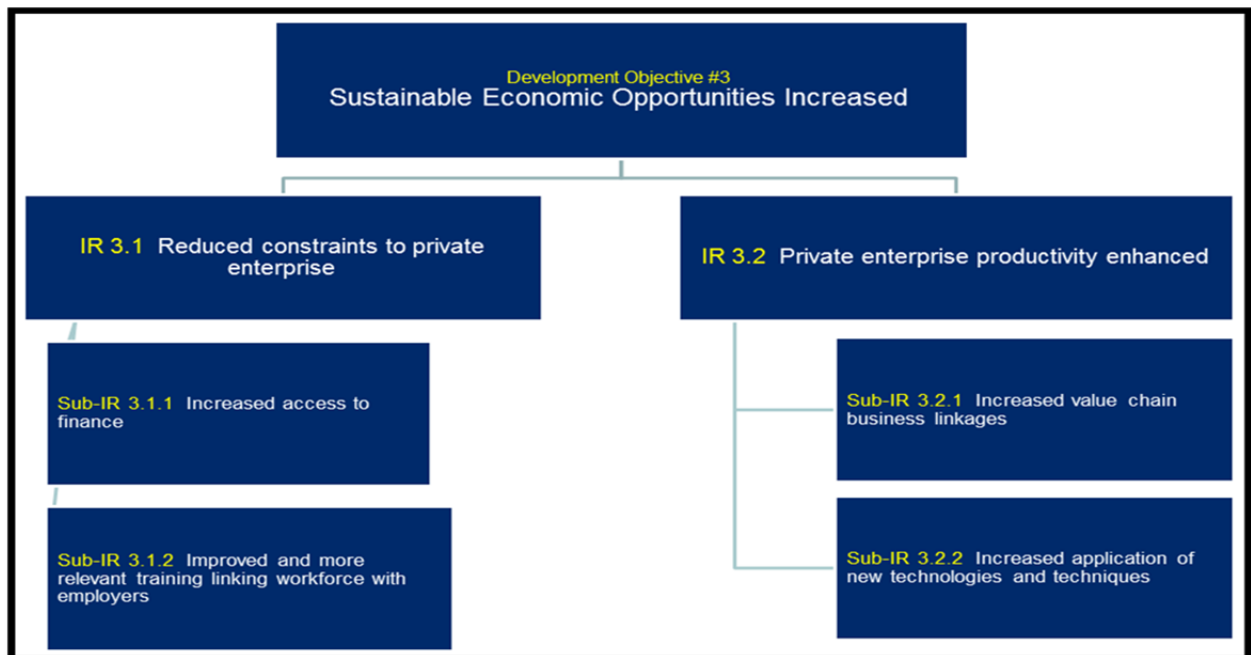 Development Objective #3
Sustainable Economic Opportunities Increased
IR 3.1 Reduced constraints to private
enterprise
IR 3.2 Private enterprise productivity enhanced
Sub-IR 3.1.1 Increased access to
finance
Sub-IR 3.2.1 Increased value chain
business linkages
Sub-IR 3.1.2 Improved and more
relevant training linking workforce with
employers
Sub-IR 3.2.2 Increased application of
new technologies and techniques